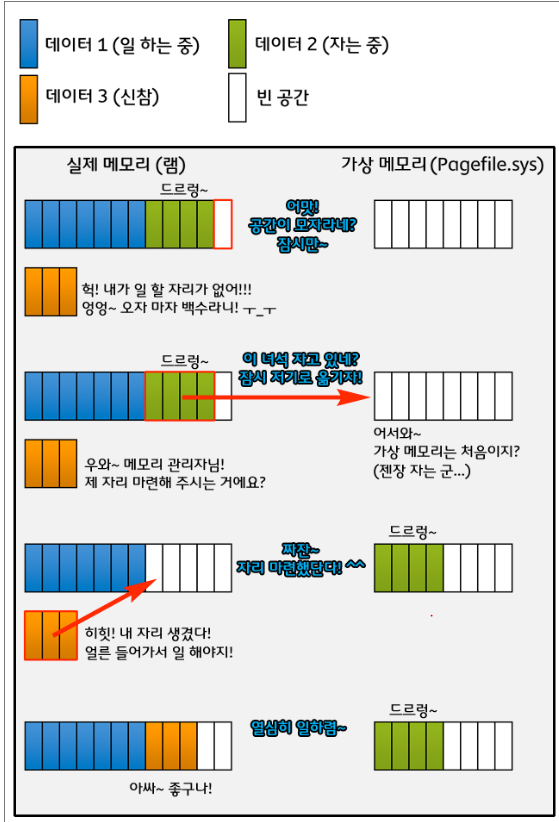 데이터 1 (일 하는 중)
데이터 2 (자는 중)
데이터 3 (신참)
빈 공간
실제 메모리 (램)
가상 메모리 (Pagefile.sys)
드르렁~
어맛!
공간이 모자라네?
잠시만~
헉! 내가 일 할 자리가 없어!!!
엉엉~ 오자 마자 백수라니! ㅜ_ㅜ
드르렁~
이 녀석 자고 있네?
잠시 저기로 옮기자!
어서와~
가상 메모리는 처음이지?
(젠장 자는 군...)
우와~ 메모리 관리자님!
제 자리 마련해 주시는 거에요?
드르렁~
짜잔~
자리 마련했단다! ^^
히힛! 내 자리 생겼다!
얼른 들어가서 일 해야지!
드르렁~
열심히 일하렴~
아싸~ 좋구나!